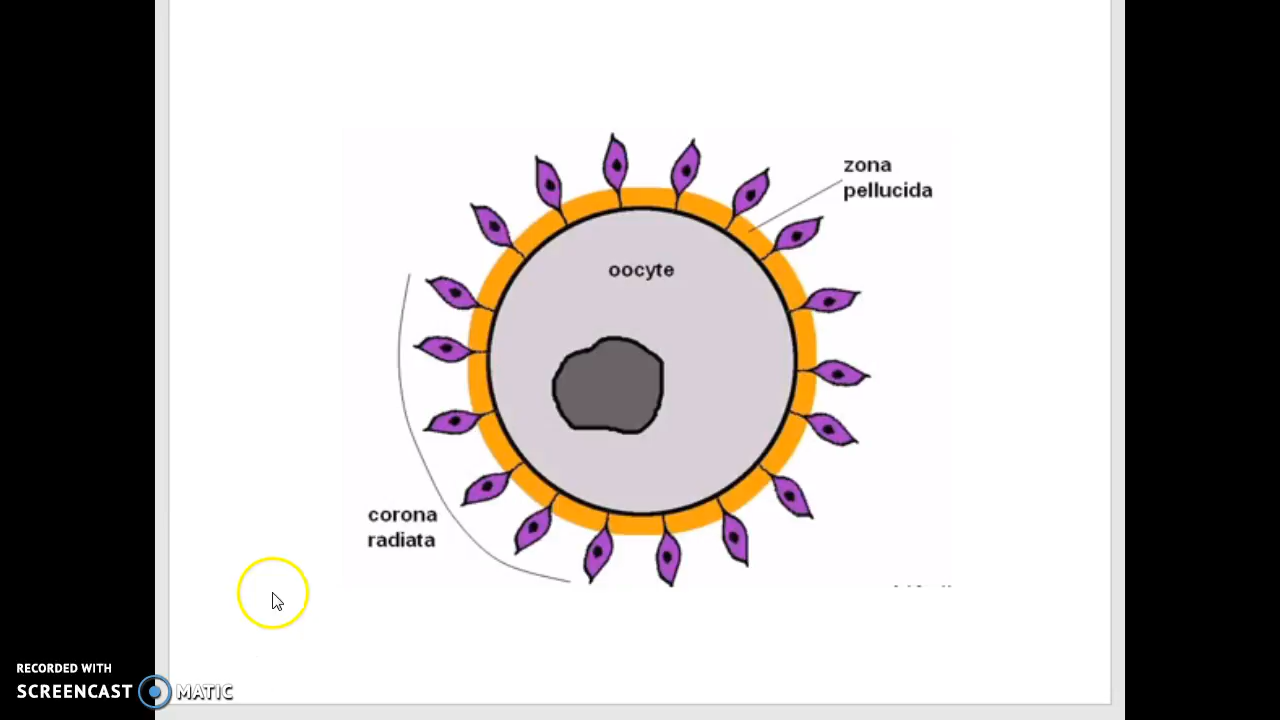 zona
pellucida
oocyte
corona
radiata
RECORDED WITH
SCREENCAST MATIC